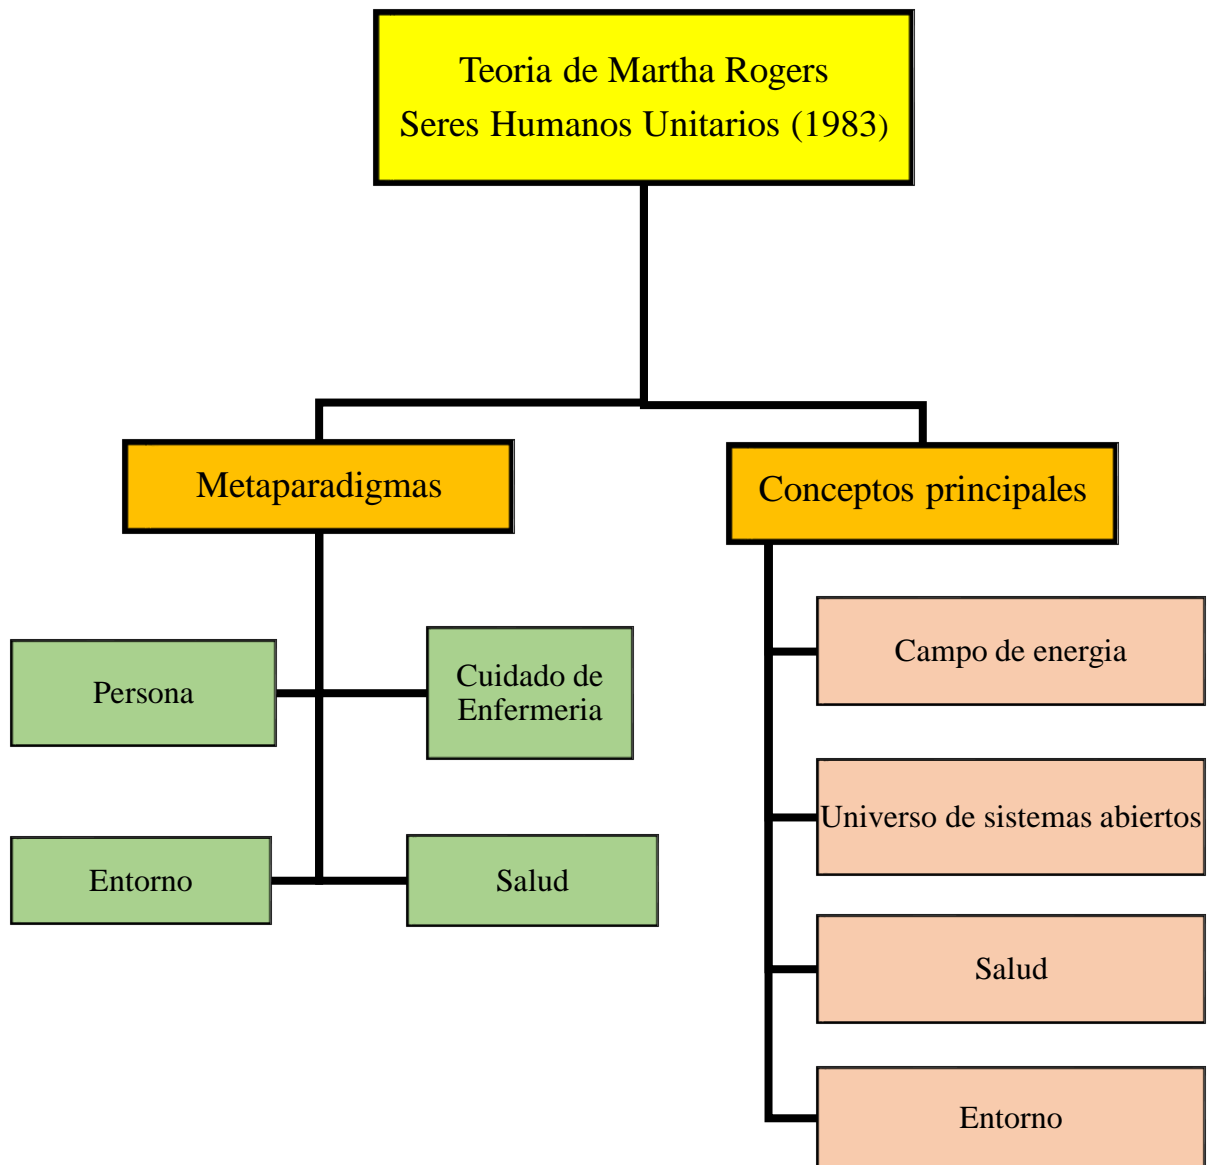 Teoria de Martha Rogers
Seres Humanos Unitarios (1983)
Metaparadigmas
Conceptos principales
Persona
Cuidado de
Enfermeria
Entorno
Salud
Campo de energia
Universo de sistemas abiertos
Salud
Entorno